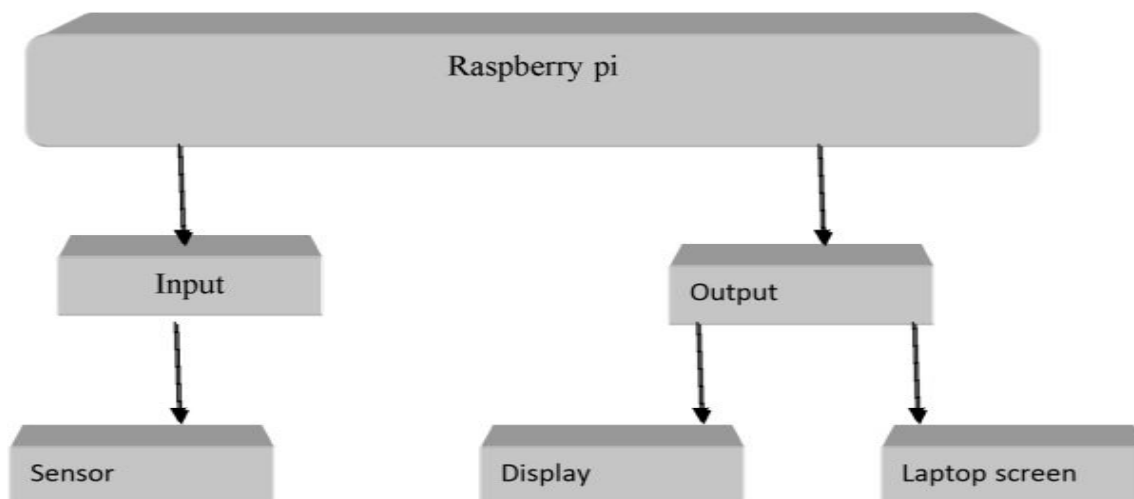 Raspberry pi
Input
Output
Sensor
Display
Laptop screen